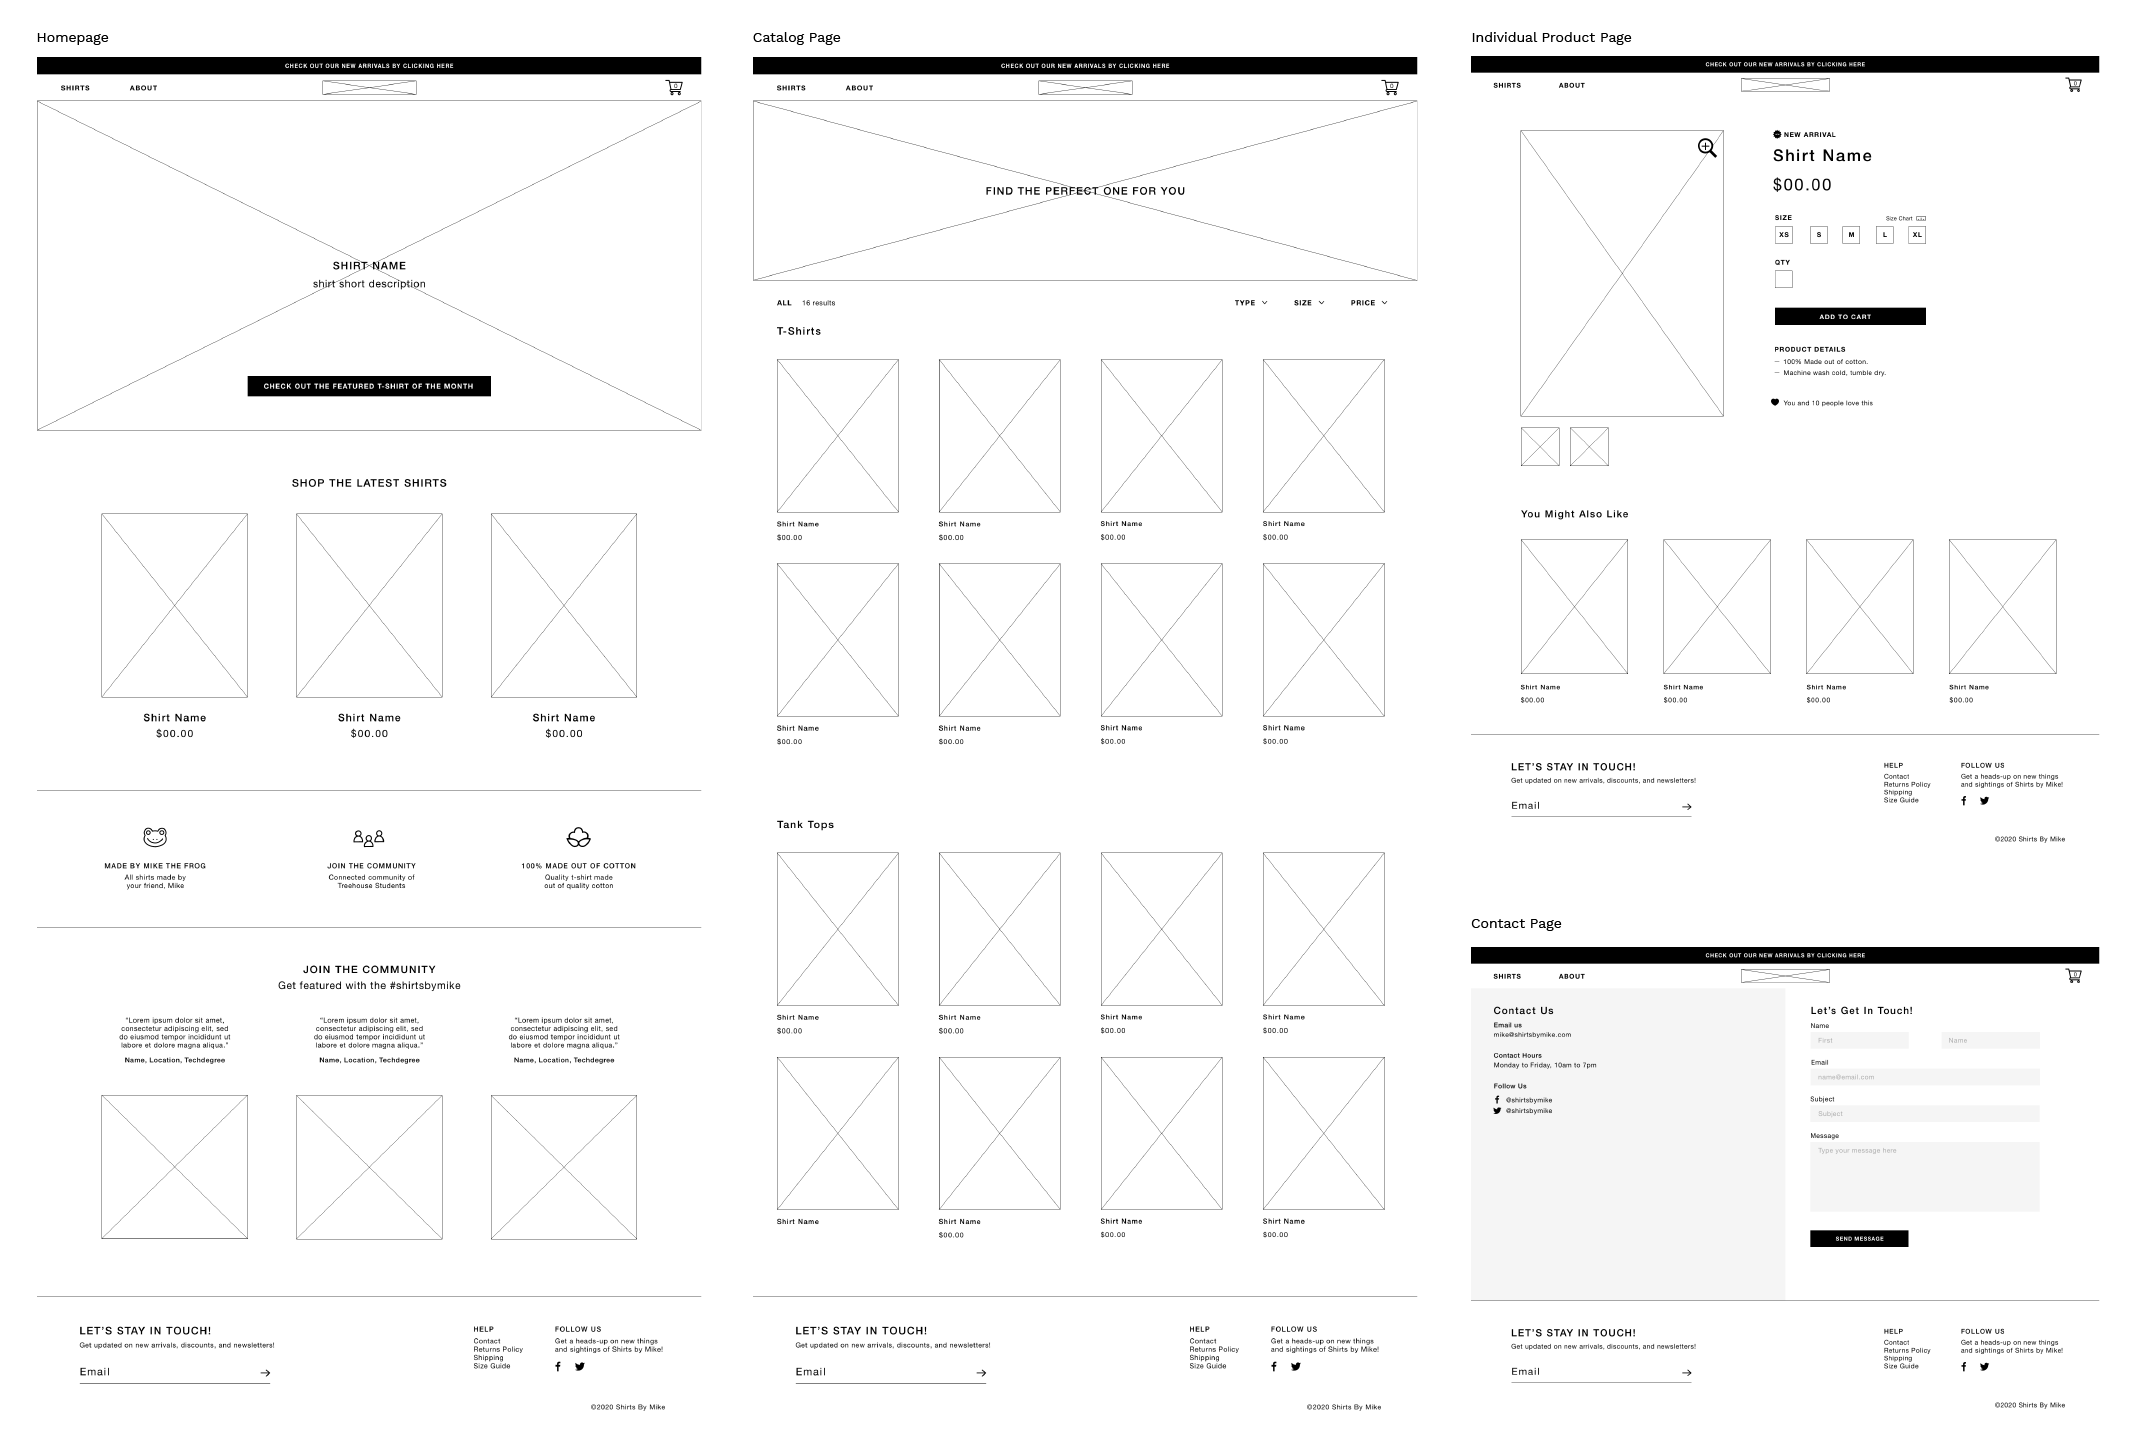 Homepage
CHECK OUT OUR NEW ARRIVALS BY CLICKING HERE
SHIRTS ABOUT 0
SHIRT NAME
shirt short description
CHECK OUT THE FEATURED T-SHIRT OF THE MONTH
SHOP THE LATEST SHIRTS
Shirt Name Shirt Name Shirt Name
$00.00 $00.00 $00.00
MADE BY MIKE THE FROG
All shirts made by
your friend, Mike
JOIN THE COMMUNITY
Connected community of
Treehouse Students
100% MADE OUT OF COTTON
Quality t-shirt made
out of quality cotton
JOIN THE COMMUNITY
Get featured with the #shirtsbymike
"Lorem ipsum dolor sit amet,
consectetur adipiscing elit, sed
do eiusmod tempor incididunt ut
labore et dolore magna aliqua."
Name, Location, Techdegree
"Lorem ipsum dolor sit amet,
consectetur adipiscing elit, sed
do eiusmod tempor incididunt ut
labore et dolore magna aliqua."
Name, Location, Techdegree
"Lorem ipsum dolor sit amet,
consectetur adipiscing elit, sed
do eiusmod tempor incididunt ut
labore et dolore magna aliqua."
Name, Location, Techdegree
LET'S STAY IN TOUCH!
Get updated on new arrivals, discounts, and newsletters!
Email
HELP
Contact
Returns Policy
Shipping
Size Guide
FOLLOW US
Get a heads-up on new things
and sightings of Shirts by Mike!
©2020 Shirts By Mike
Catalog Page
CHECK OUT OUR NEW ARRIVALS BY CLICKING HERE
SHIRTS ABOUT 0
FIND THE PERFECT ONE FOR YOU
ALL 16 results TYPE SIZE PRICE
T-Shirts
Shirt Name Shirt Name Shirt Name Shirt Name
$00.00 $00.00 $00.00 $00.00
Shirt Name Shirt Name Shirt Name Shirt Name
$00.00 $00.00 $00.00 $00.00
Tank Tops
Shirt Name Shirt Name Shirt Name Shirt Name
$00.00 $00.00 $00.00 $00.00
Shirt Name Shirt Name Shirt Name Shirt Name
$00.00 $00.00 $00.00
LET'S STAY IN TOUCH!
Get updated on new arrivals, discounts, and newsletters!
Email
HELP
Contact
Returns Policy
Shipping
Size Guide
FOLLOW US
Get a heads-up on new things
and sightings of Shirts by Mike!
©2020 Shirts By Mike
Individual Product Page
CHECK OUT OUR NEW ARRIVALS BY CLICKING HERE
SHIRTS ABOUT 0
NEW ARRIVAL
Shirt Name
$00.00
SIZE Size Chart
XS S M L XL
QTY
ADD TO CART
PRODUCT DETAILS
— 100% Made out of cotton.
— Machine wash cold, tumble dry.
You and 10 people love this
You Might Also Like
Shirt Name Shirt Name Shirt Name Shirt Name
$00.00 $00.00 $00.00 $00.00
LET'S STAY IN TOUCH!
Get updated on new arrivals, discounts, and newsletters!
Email
HELP
Contact
Returns Policy
Shipping
Size Guide
FOLLOW US
Get a heads-up on new things
and sightings of Shirts by Mike!
©2020 Shirts By Mike
Contact Page
CHECK OUT OUR NEW ARRIVALS BY CLICKING HERE
SHIRTS ABOUT 0
Contact Us
Email us
mike@shirtsbymike.com
Contact Hours
Monday to Friday, 10am to 7pm
Follow Us
@shirtsbymike
@shirtsbymike
Let's Get In Touch!
Name
First Name
Email
name@email.com
Subject
Subject
Message
Type your message here
SEND MESSAGE
LET'S STAY IN TOUCH!
Get updated on new arrivals, discounts, and newsletters!
Email
HELP
Contact
Returns Policy
Shipping
Size Guide
FOLLOW US
Get a heads-up on new things
and sightings of Shirts by Mike!
©2020 Shirts By Mike